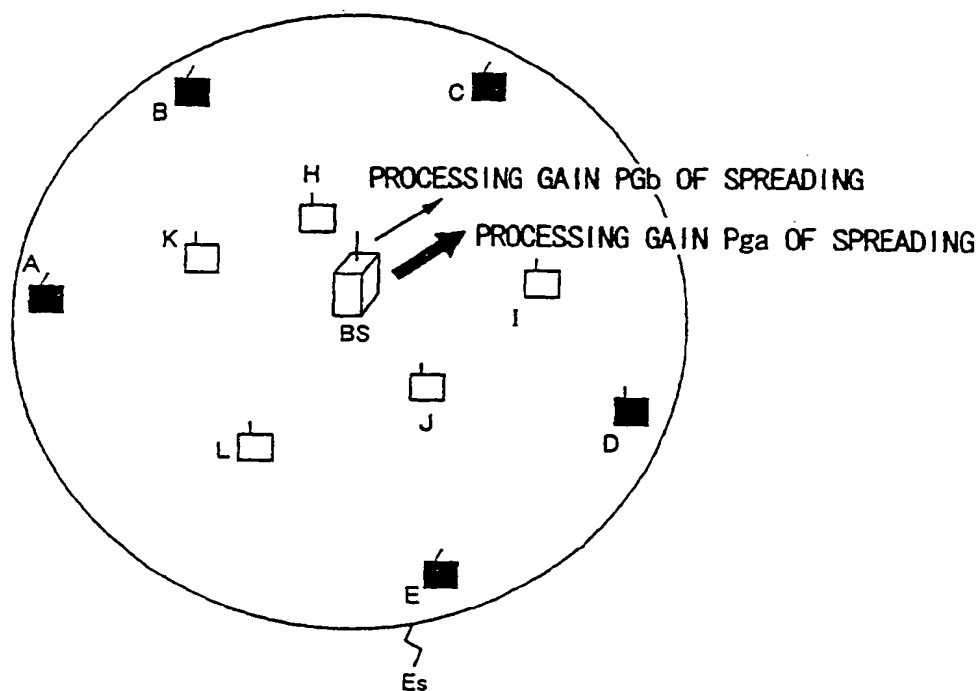 B
C
H
PROCESSING GAIN PGb OF SPREADING
K
PROCESSING GAIN Pga OF SPREADING
A
I
BS
J
D
L
E
Es